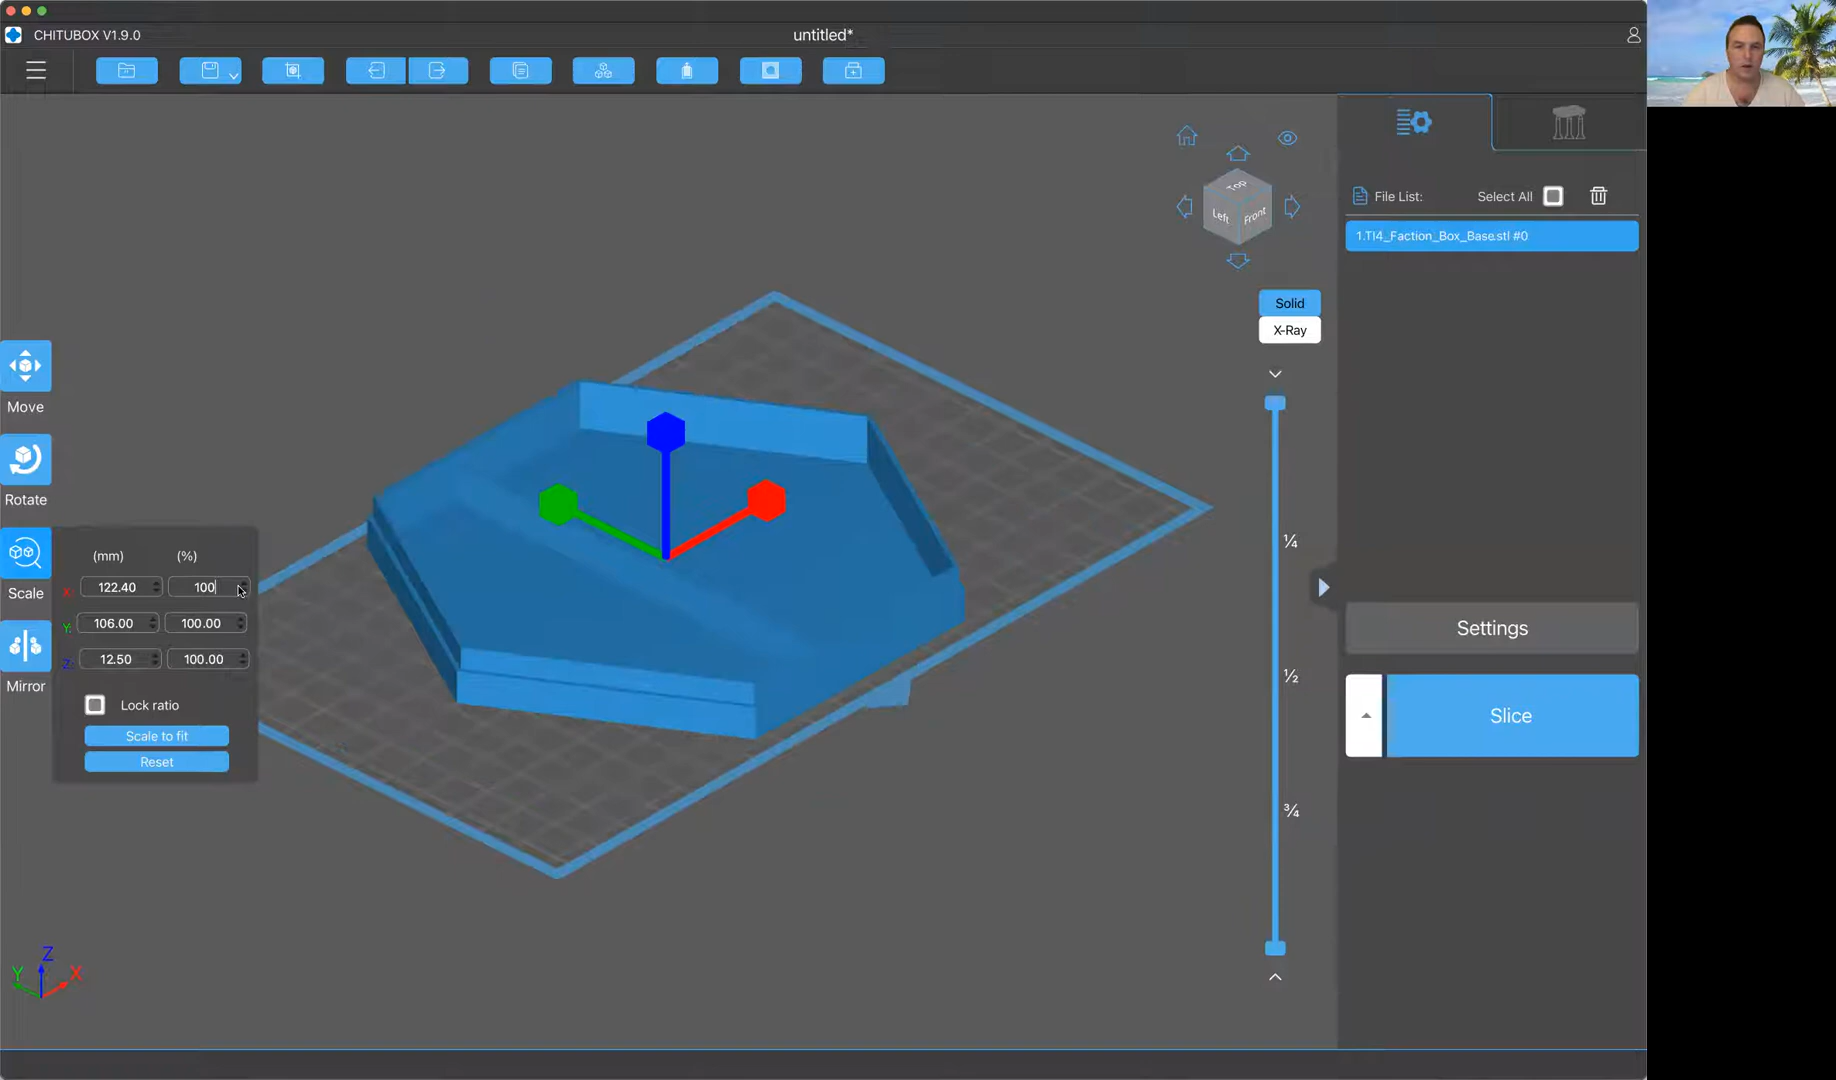 CHITUBOX V1.9.0
untitled*
Top
Left
Front
File List:
Select All
1.TI4_Faction_Box_Base.stl #0
Solid
X-Ray
Move
Rotate
(mm) (%)
X: 122.40 100
Scale
Y: 106.00 100.00
Z: 12.50 100.00
Mirror
Lock ratio
Scale to fit
Reset
¼
½
¾
Settings
Slice
Z
Y
X